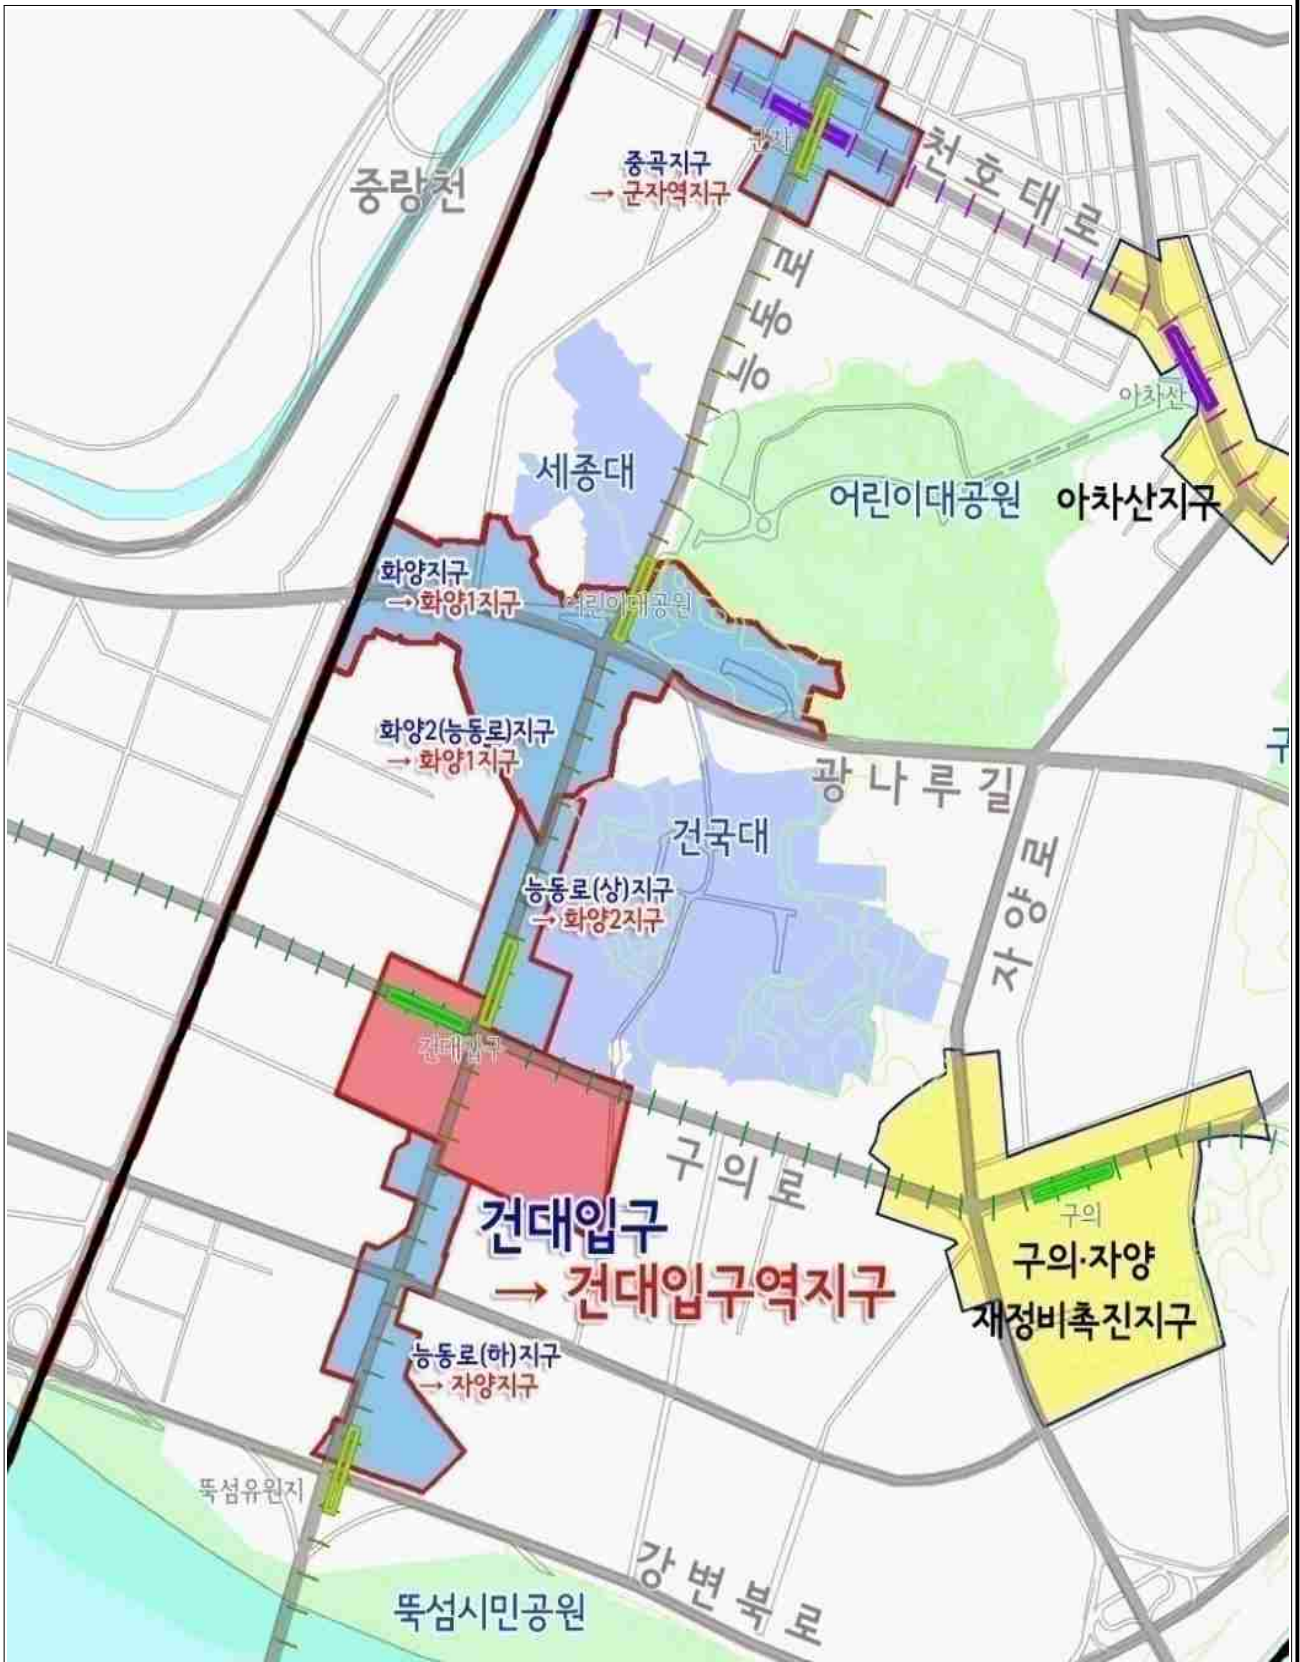 군자
중곡지구
→ 군자역지구
천호대로
중랑천
능동로
아차산
세종대
어린이대공원
아차산지구
화양지구
→ 화양1지구
어린이대공원
화양2(능동로)지구
→ 화양1지구
구
광나루길
건국대
자양로
능동로(상)지구
→ 화양2지구
건대입구
구의로
건대입구
→ 건대입구역지구
구의
구의·자양
재정비촉진지구
능동로(하)지구
→ 자양지구
뚝섬유원지
강변북로
뚝섬시민공원